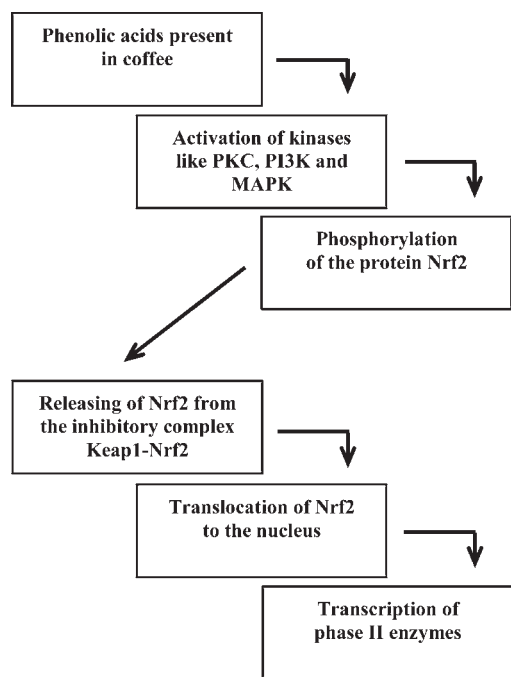 Phenolic acids present
in coffee
Activation of kinases
like PKC, PI3K and
MAPK
Phosphorylation
of the protein Nrf2
Releasing of Nrf2 from
the inhibitory complex
Keap1-Nrf2
Translocation of Nrf2
to the nucleus
Transcription of
phase II enzymes